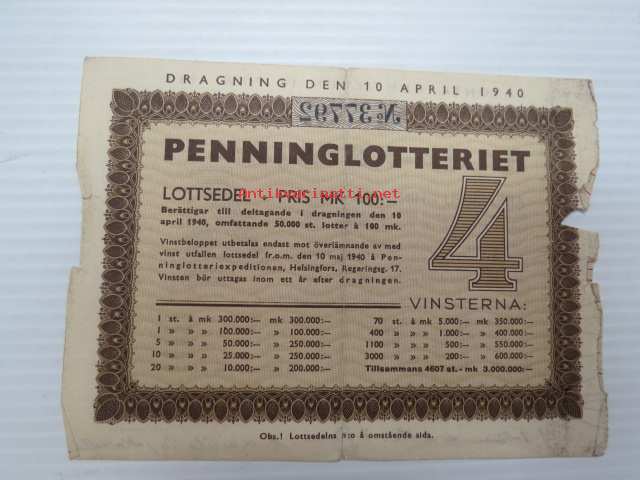 DRAGNING DEN 10 APRIL 1940
N:37792
PENNINGLOTTERIET
LOTTSEDEL - PRIS MK 100:—
Antikvariaatti.net
Berättigar till deltagande i dragningen den 10
april 1940, omfattande 50.000 st. lotter à 100 mk.
Vinstbeloppet utbetalas endast mot överlämnande av med
vinst utfallen lottsedel fr.o.m. den 10 maj 1940 å Pen-
ninglotteriexpeditionen, Helsingfors, Regeringsg. 17.
Vinsten bör uttagas inom ett år efter dragningen.
4
VINSTERNA:
1 st. à mk 300.000:— mk 300.000:—
1 » » » 100.000:— » 100.000:—
5 » » » 50.000:— » 250.000:—
10 » » » 25.000:— » 250.000:—
20 » » » 10.000:— » 200.000:—
70 st. à mk 5.000:— mk 350.000:—
400 » » » 1.000:— » 400.000:—
1100 » » » 500:— » 550.000:—
3000 » » » 200:— » 600.000:—
Tillsammans 4607 st. - mk 3.000.000:—
Obs.! Lottsedelns n:o å omstående sida.